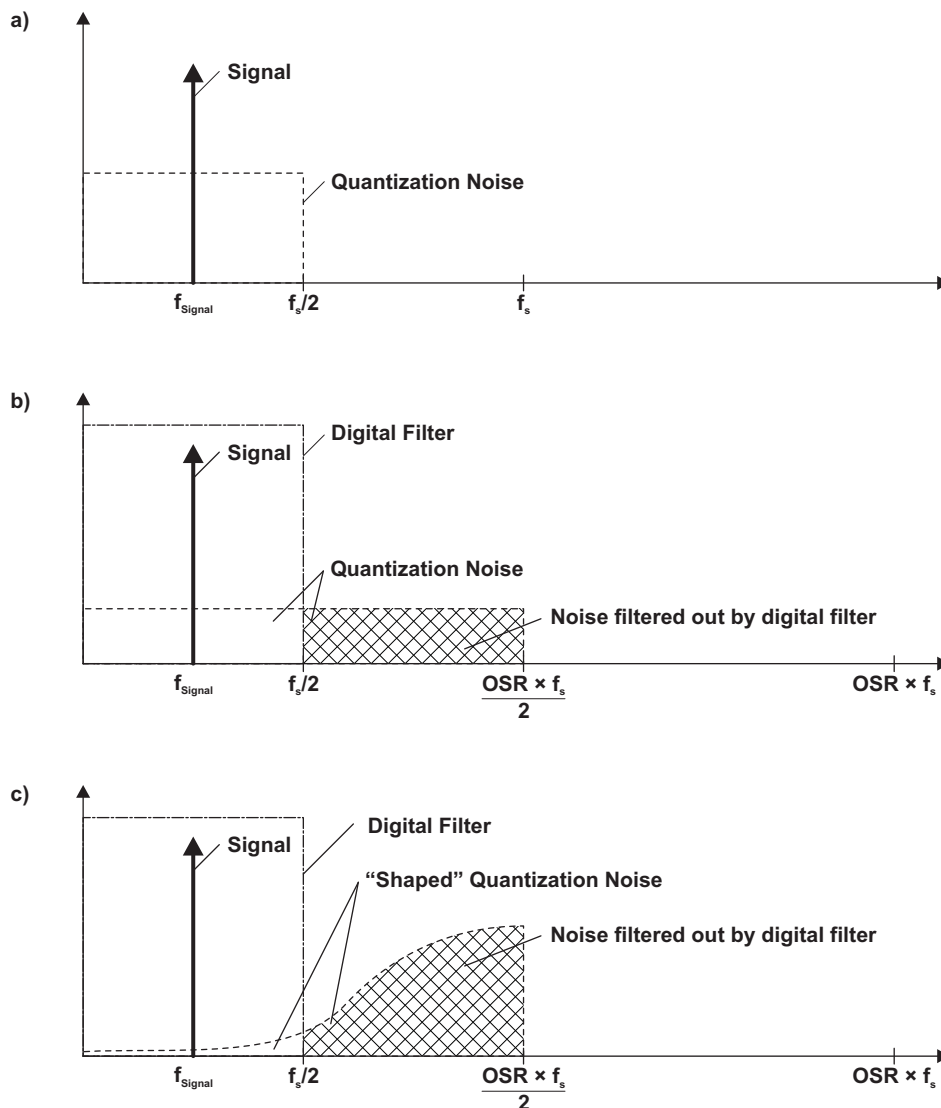 a)
Signal
Quantization Noise
f_Signal f_s/2 f_s
b)
Digital Filter
Signal
Quantization Noise
Noise filtered out by digital filter
f_Signal f_s/2 OSR × f_s OSR × f_s
2
c)
Digital Filter
Signal
“Shaped” Quantization Noise
Noise filtered out by digital filter
f_Signal f_s/2 OSR × f_s OSR × f_s
2